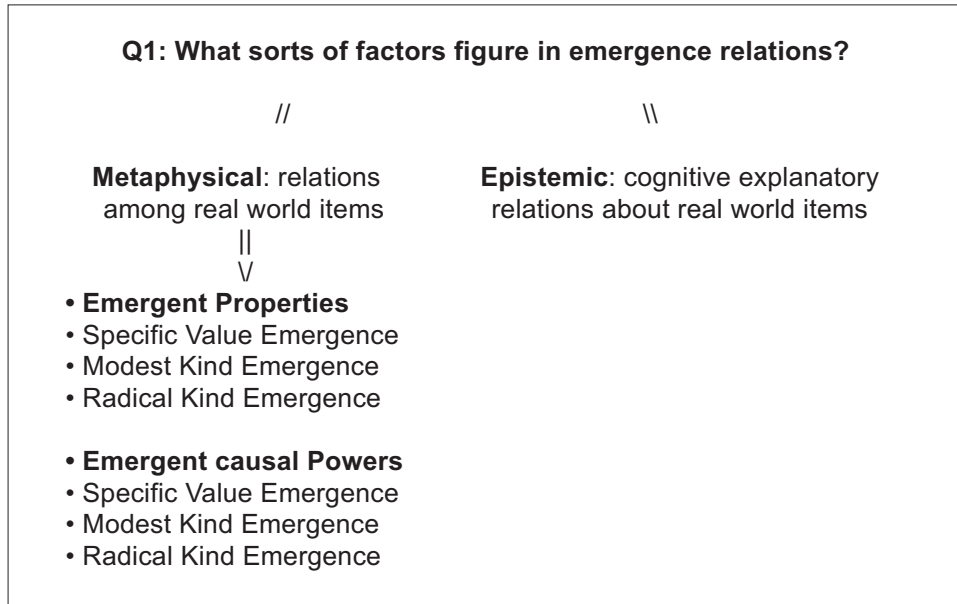 Q1: What sorts of factors figure in emergence relations?
// \\
Metaphysical: relations
among real world items
Epistemic: cognitive explanatory
relations about real world items
||
\/
• Emergent Properties
• Specific Value Emergence
• Modest Kind Emergence
• Radical Kind Emergence
• Emergent causal Powers
• Specific Value Emergence
• Modest Kind Emergence
• Radical Kind Emergence